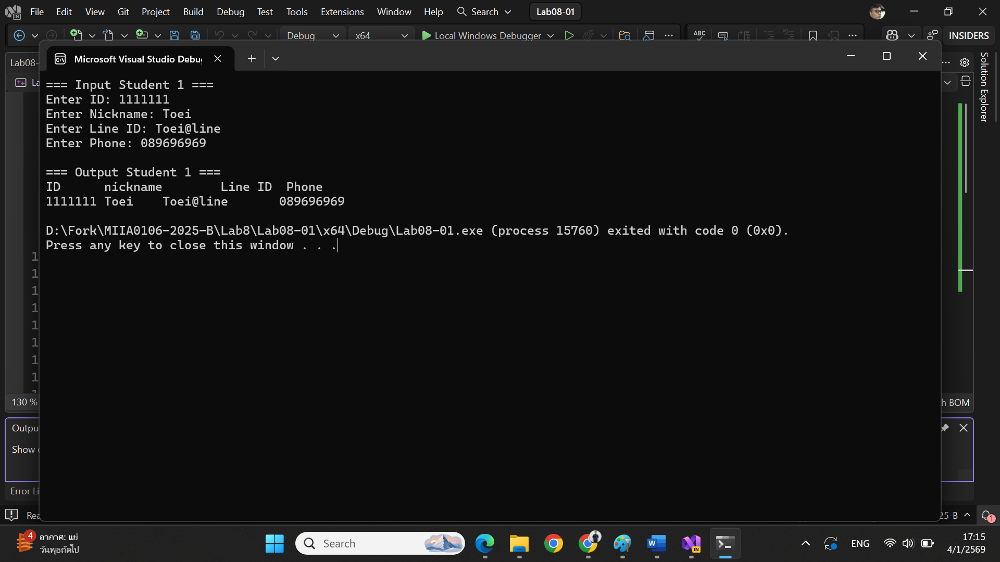 File Edit View Git Project Build Debug Test Tools Extensions Window Help Search Lab08-01
Debug x64 Local Windows Debugger ABC INSIDERS
Lab08-
Microsoft Visual Studio Debu
La
Solution Explorer
=== Input Student 1 ===
Enter ID: 1111111
Enter Nickname: Toei
Enter Line ID: Toei@line
Enter Phone: 089696969
=== Output Student 1 ===
ID nickname Line ID Phone
1111111 Toei Toei@line 089696969
D:\Fork\MIIA0106-2025-B\Lab8\Lab08-01\x64\Debug\Lab08-01.exe (process 15760) exited with code 0 (0x0).
Press any key to close this window . . .
1
1
1
1
1
1
1
1
130 %
h BOM
Outpu
Show
Error Li
Rea
25-B
1
4
อากาศ: แย่
วันพุธถัดไป
Search
W
IN
ENG
17:15
4/1/2569